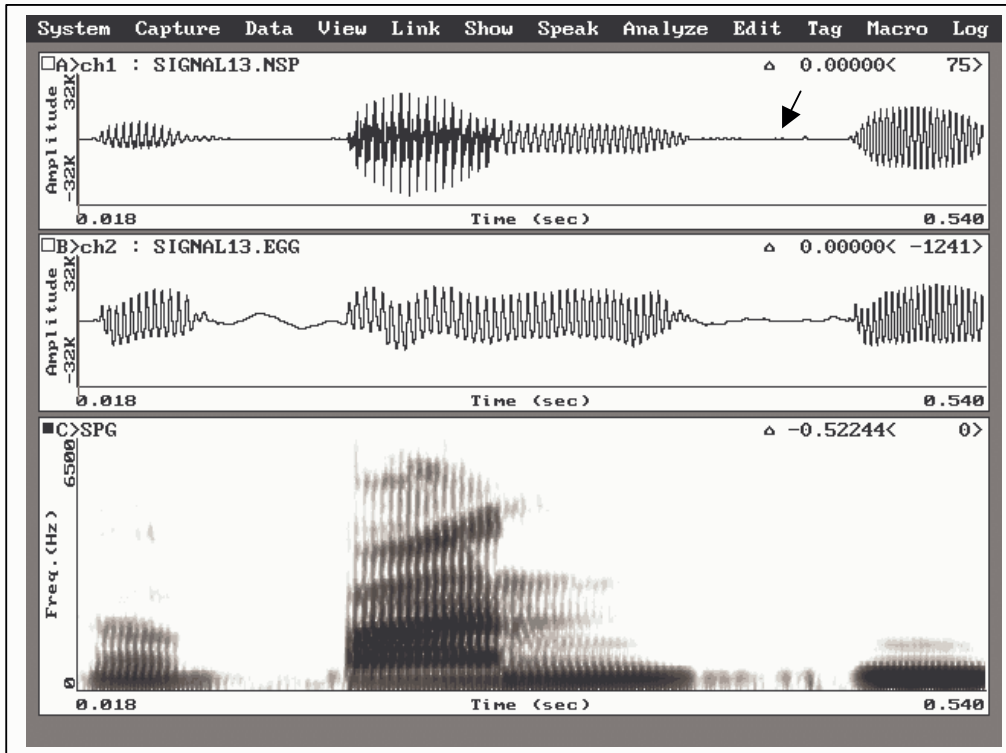 System Capture Data View Link Show Speak Analyze Edit Tag Macro Log
□A>ch1 : SIGNAL13.NSP △ 0.00000< 75>
Amplitude
32K
-32K
0.018 Time (sec) 0.540
□B>ch2 : SIGNAL13.EGG △ 0.00000< -1241>
Amplitude
32K
-32K
0.018 Time (sec) 0.540
■C>SPG △ -0.52244< 0>
Freq.(Hz)
6500
0
0.018 Time (sec) 0.540